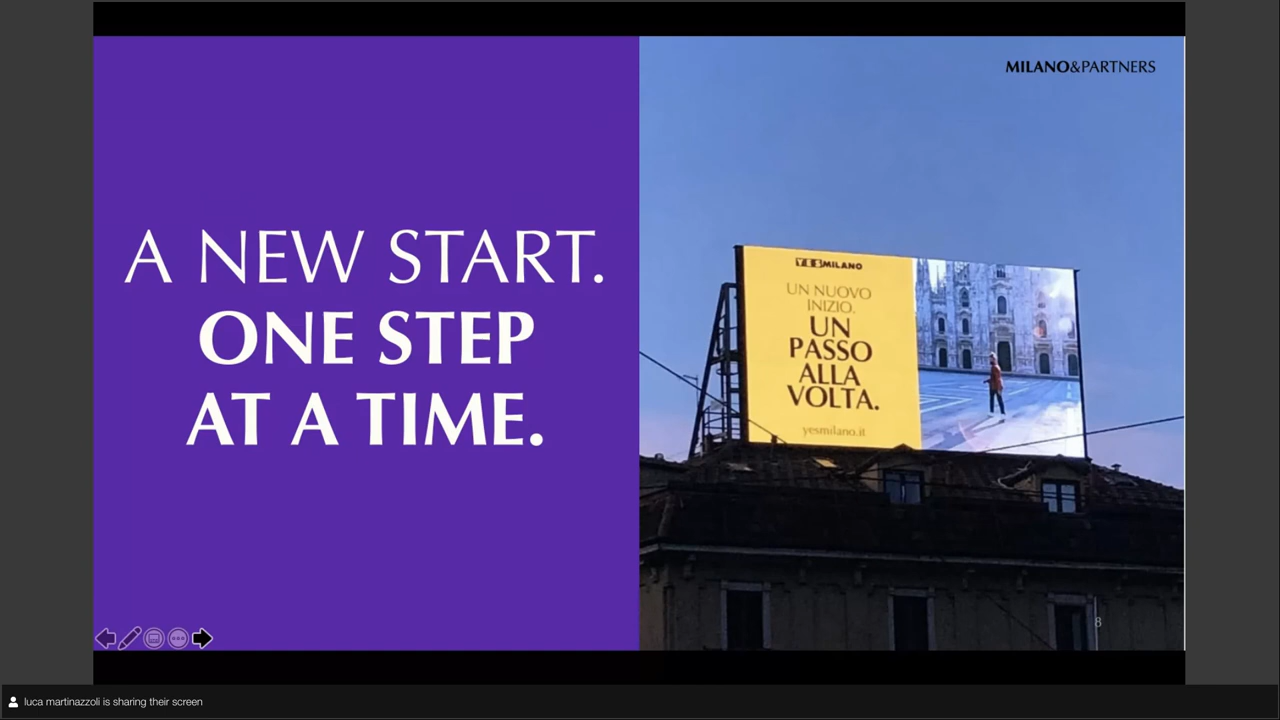 MILANO&PARTNERS
A NEW START.
ONE STEP
AT A TIME.
YESMILANO
UN NUOVO
INIZIO.
UN
PASSO
ALLA
VOLTA.
yesmilano.it
8
luca martinazzoli is sharing their screen